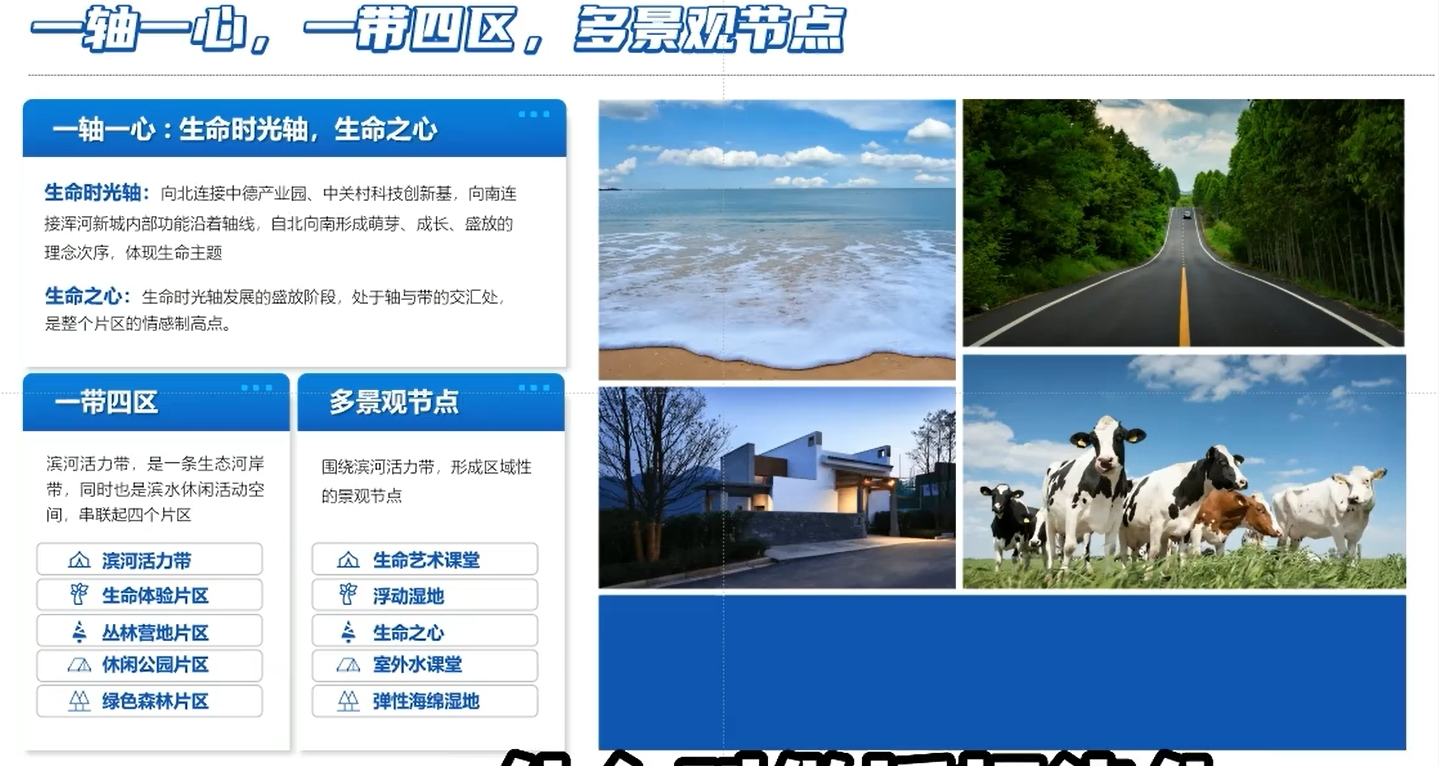 一轴一心，一带四区，多景观节点
一轴一心：生命时光轴，生命之心
生命时光轴：向北连接中德产业园、中关村科技创新基，向南连
接浑河新城内部功能沿着轴线，自北向南形成萌芽、成长、盛放的
理念次序，体现生命主题
生命之心：生命时光轴发展的盛放阶段，处于轴与带的交汇处，
是整个片区的情感制高点。
一带四区
滨河活力带，是一条生态河岸
带，同时也是滨水休闲活动空
间，串联起四个片区
滨河活力带
生命体验片区
丛林营地片区
休闲公园片区
绿色森林片区
多景观节点
围绕滨河活力带，形成区域性
的景观节点
生命艺术课堂
浮动湿地
生命之心
室外水课堂
弹性海绵湿地